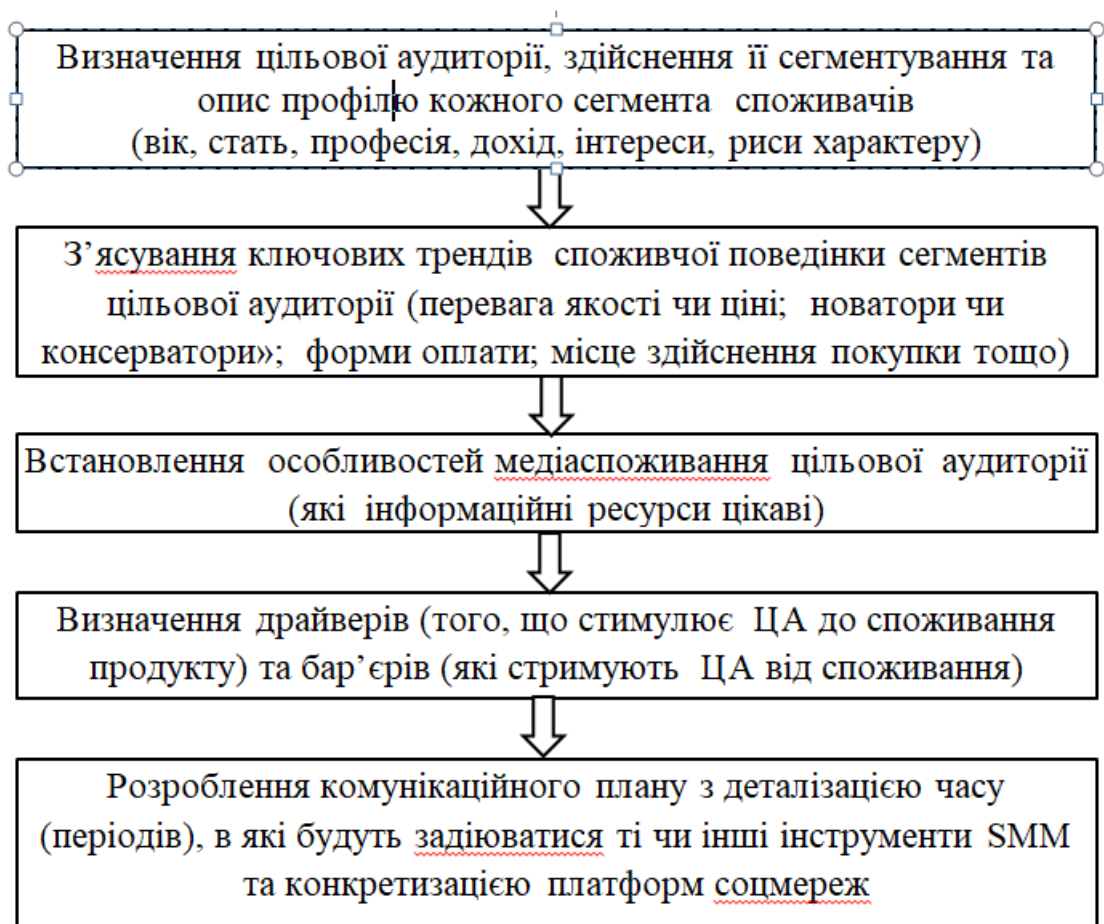 Визначення цільової аудиторії, здійснення її сегментування та
опис профілю кожного сегмента споживачів
(вік, стать, професія, дохід, інтереси, риси характеру)
З’ясування ключових трендів споживчої поведінки сегментів
цільової аудиторії (перевага якості чи ціні; новатори чи
консерватори»; форми оплати; місце здійснення покупки тощо)
Встановлення особливостей медіаспоживання цільової аудиторії
(які інформаційні ресурси цікаві)
Визначення драйверів (того, що стимулює ЦА до споживання
продукту) та бар’єрів (які стримують ЦА від споживання)
Розроблення комунікаційного плану з деталізацією часу
(періодів), в які будуть задіюватися ті чи інші інструменти SMM
та конкретизацією платформ соцмереж